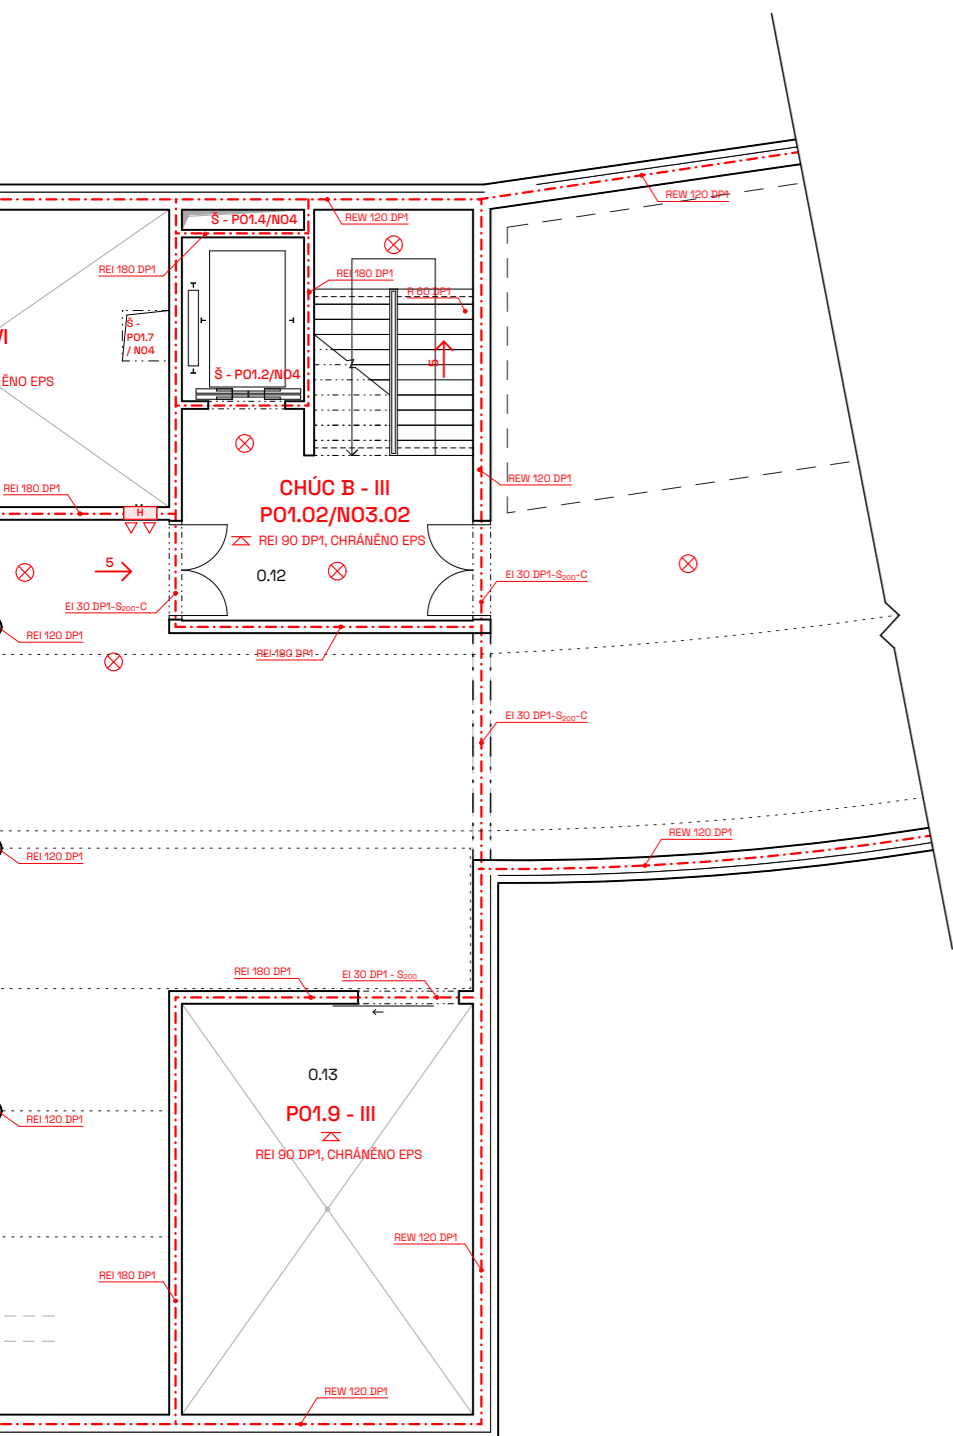 REW 120 DP1
Š - P01.4/N04
REW 120 DP1
REI 180 DP1
REI 180 DP1
R 60 DP1
Š -
P01.7
/ N04
ĚNO EPS
Š - P01.2/N04
5
REI 180 DP1
H
CHÚC B - III
P01.02/N03.02
REI 90 DP1, CHRÁNĚNO EPS
REW 120 DP1
5
0.12
EI 30 DP1-S₂₀₀-C
EI 30 DP1-S₂₀₀-C
REI 120 DP1
REI 180 DP1
EI 30 DP1-S₂₀₀-C
REW 120 DP1
REI 120 DP1
REI 180 DP1
EI 30 DP1 - S₂₀₀
0.13
P01.9 - III
REI 90 DP1, CHRÁNĚNO EPS
REI 120 DP1
REW 120 DP1
REI 180 DP1
REW 120 DP1